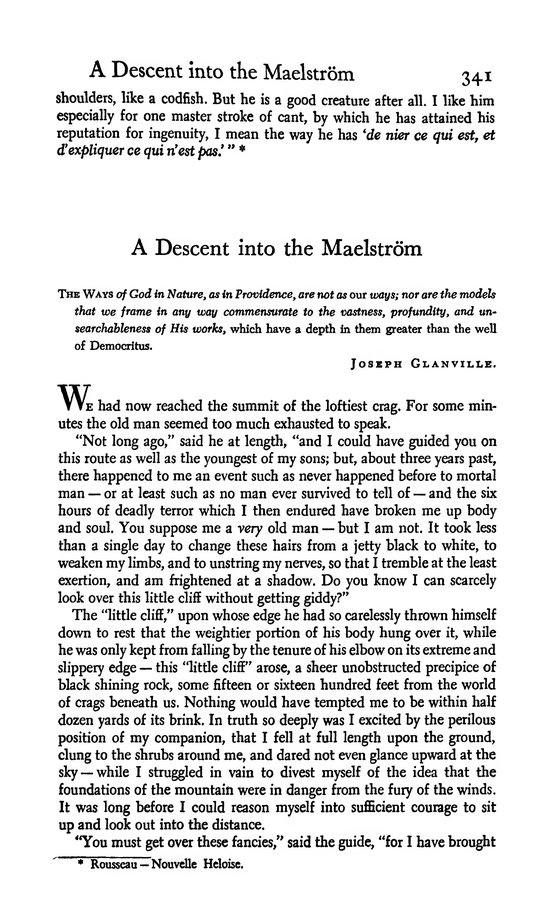 A Descent into the Maelström 341
shoulders, like a codfish. But he is a good creature after all. I like him
especially for one master stroke of cant, by which he has attained his
reputation for ingenuity, I mean the way he has ‘de nier ce qui est, et
d’expliquer ce qui n’est pas.’ ” *
A Descent into the Maelström
THE WAYS of God in Nature, as in Providence, are not as our ways; nor are the models
that we frame in any way commensurate to the vastness, profundity, and un-
searchableness of His works, which have a depth in them greater than the well
of Democritus.
JOSEPH GLANVILLE.
WE had now reached the summit of the loftiest crag. For some min-
utes the old man seemed too much exhausted to speak.
“Not long ago,” said he at length, “and I could have guided you on
this route as well as the youngest of my sons; but, about three years past,
there happened to me an event such as never happened before to mortal
man — or at least such as no man ever survived to tell of — and the six
hours of deadly terror which I then endured have broken me up body
and soul. You suppose me a very old man — but I am not. It took less
than a single day to change these hairs from a jetty black to white, to
weaken my limbs, and to unstring my nerves, so that I tremble at the least
exertion, and am frightened at a shadow. Do you know I can scarcely
look over this little cliff without getting giddy?”
The “little cliff,” upon whose edge he had so carelessly thrown himself
down to rest that the weightier portion of his body hung over it, while
he was only kept from falling by the tenure of his elbow on its extreme and
slippery edge — this “little cliff” arose, a sheer unobstructed precipice of
black shining rock, some fifteen or sixteen hundred feet from the world
of crags beneath us. Nothing would have tempted me to be within half
dozen yards of its brink. In truth so deeply was I excited by the perilous
position of my companion, that I fell at full length upon the ground,
clung to the shrubs around me, and dared not even glance upward at the
sky — while I struggled in vain to divest myself of the idea that the
foundations of the mountain were in danger from the fury of the winds.
It was long before I could reason myself into sufficient courage to sit
up and look out into the distance.
“You must get over these fancies,” said the guide, “for I have brought
* Rousseau — Nouvelle Heloise.